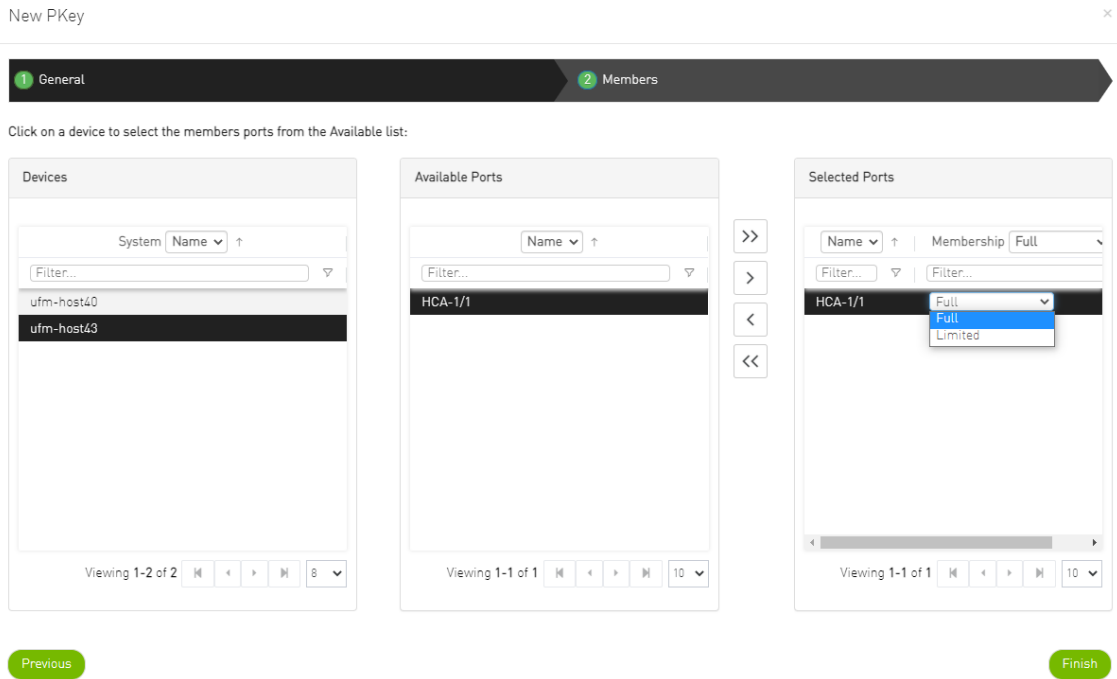 New PKey ×
1 General 2 Members
Click on a device to select the members ports from the Available list:
Devices
System Name ↑
Filter...
ufm-host40
ufm-host43
Viewing 1-2 of 2 8
Available Ports
Name ↑
Filter...
HCA-1/1
Viewing 1-1 of 1 10
Selected Ports
Name ↑ Membership Full
Filter... Filter...
HCA-1/1 Full
Full
Limited
Viewing 1-1 of 1 10
Previous Finish